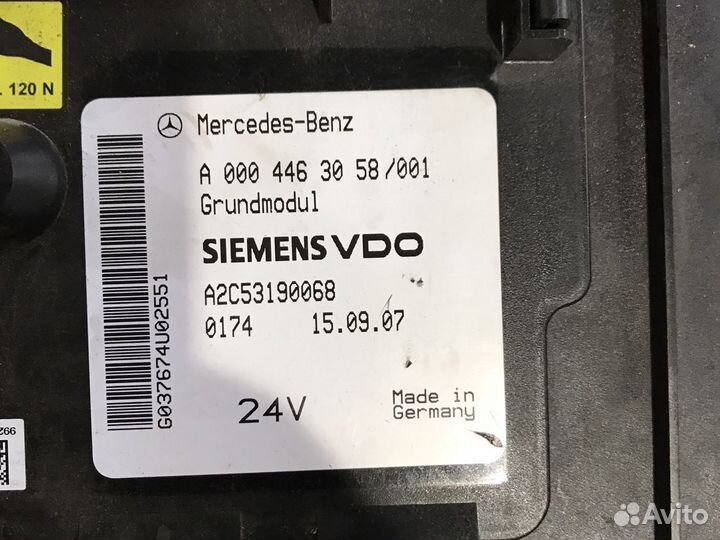 . 120 N
Mercedes-Benz
A 000 446 30 58/001
Grundmodul
SIEMENS VDO
A2C53190068
0174 15.09.07
24V
Made in
Germany
G037674U02551
992
Avito